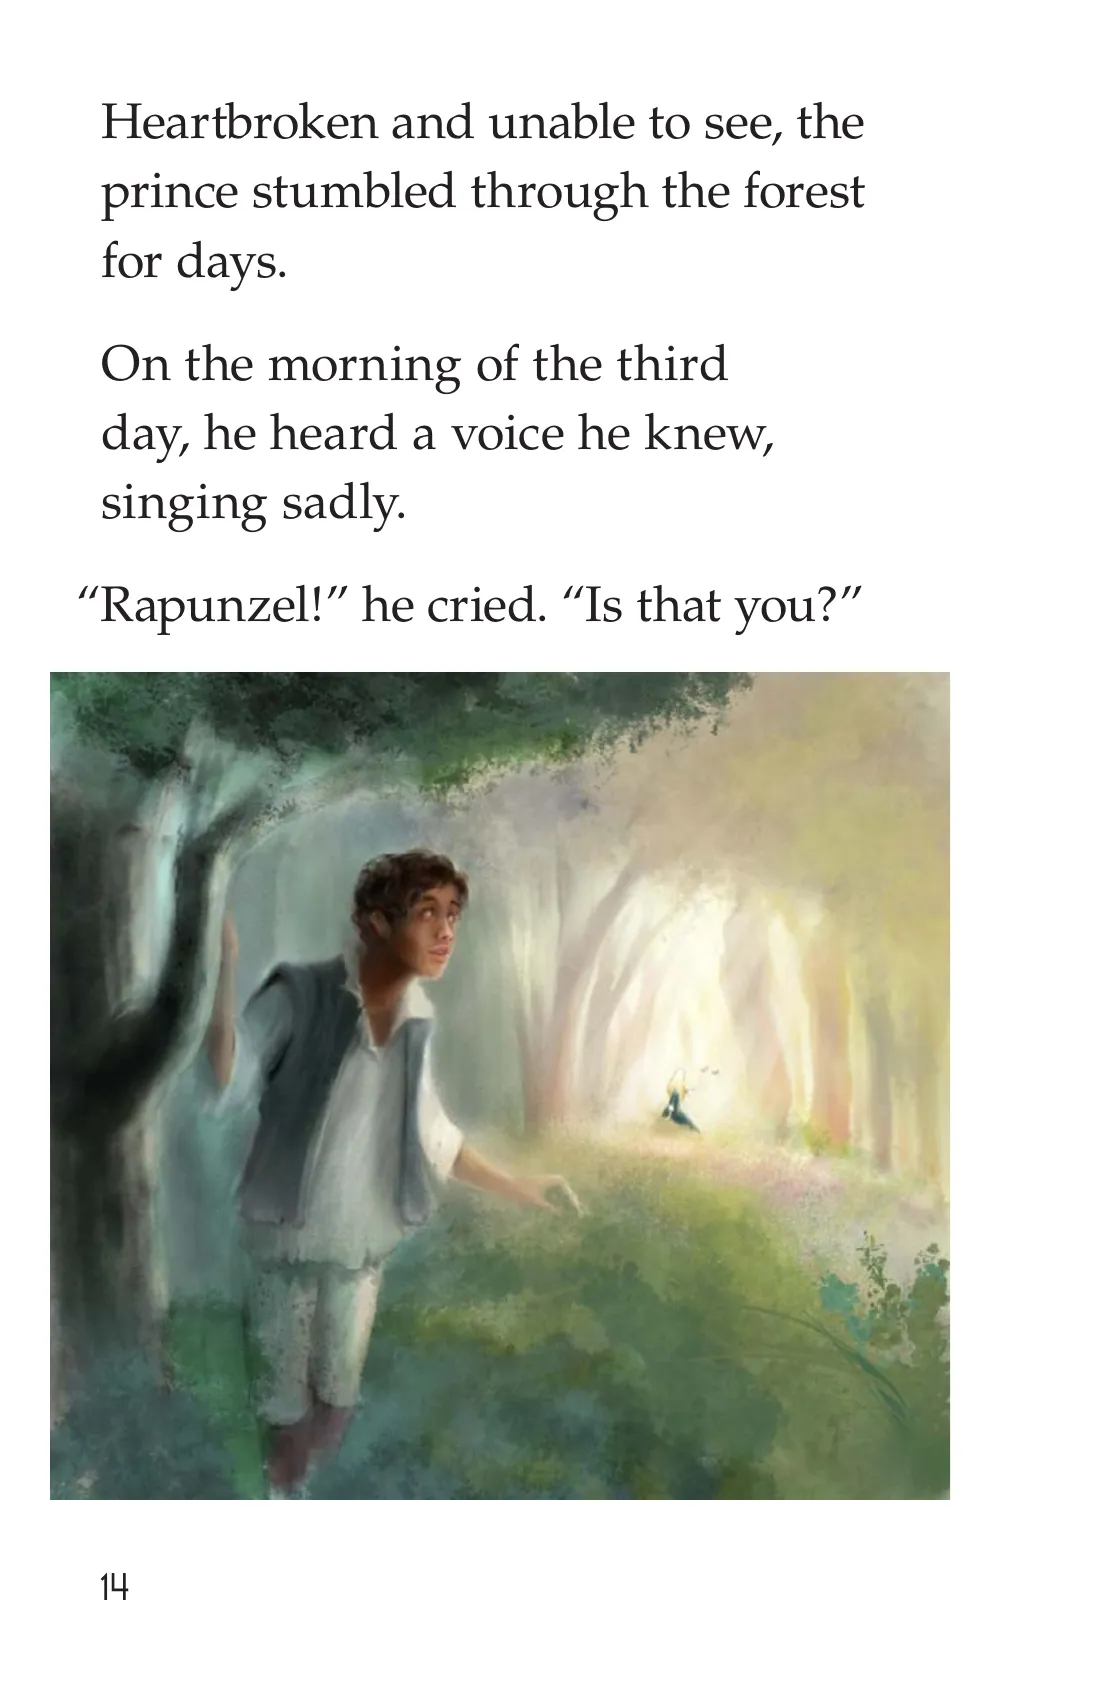 Heartbroken and unable to see, the
prince stumbled through the forest
for days.
On the morning of the third
day, he heard a voice he knew,
singing sadly.
“Rapunzel!” he cried. “Is that you?”
14